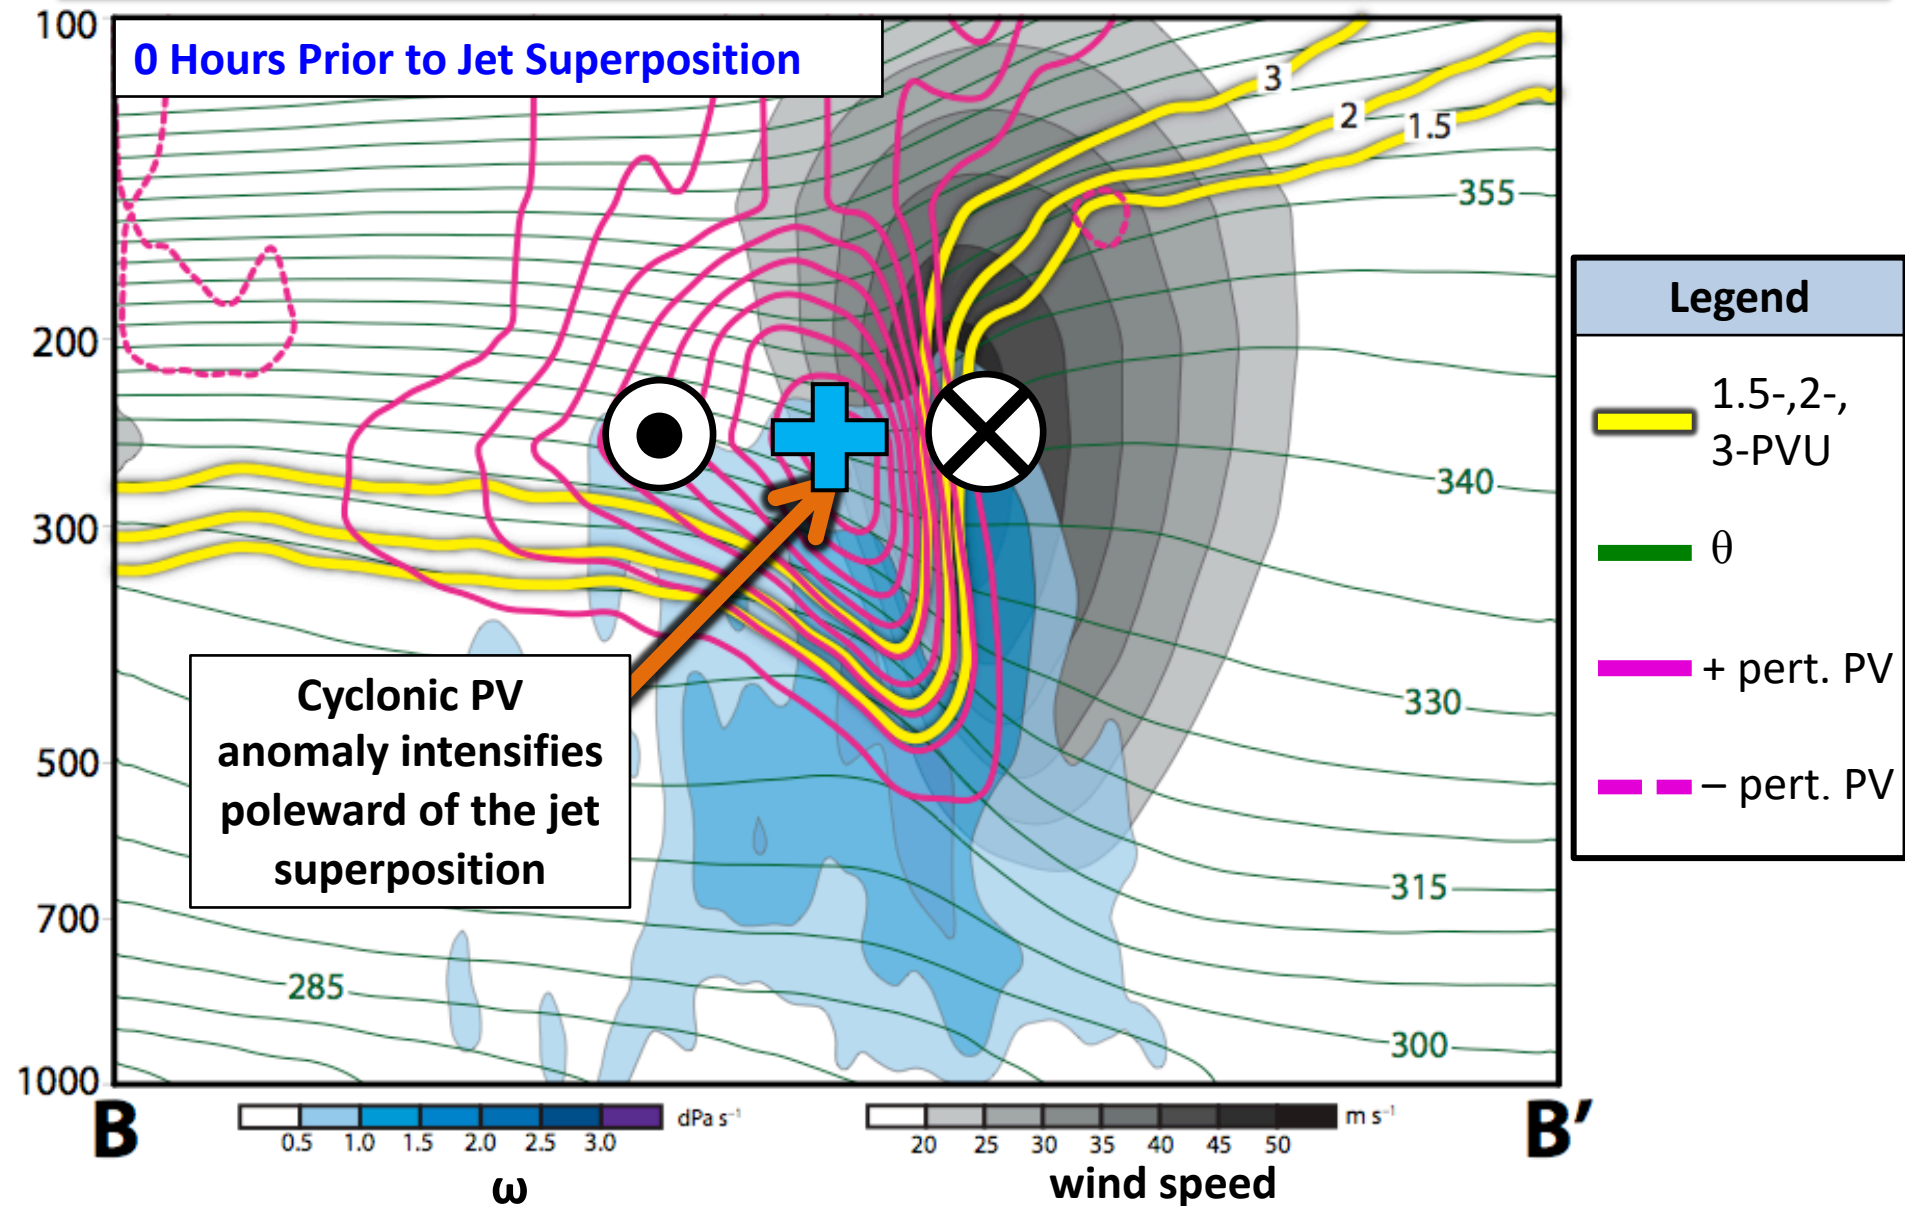 100
0 Hours Prior to Jet Superposition
3
2
1.5
355
200
Legend
1.5-,2-,
3-PVU
340
300
θ
+ pert. PV
330
Cyclonic PV
anomaly intensifies
poleward of the jet
superposition
500
– pert. PV
315
700
285
300
1000
B
0.5 1.0 1.5 2.0 2.5 3.0 dPa s⁻¹
20 25 30 35 40 45 50 m s⁻¹
B′
ω
wind speed